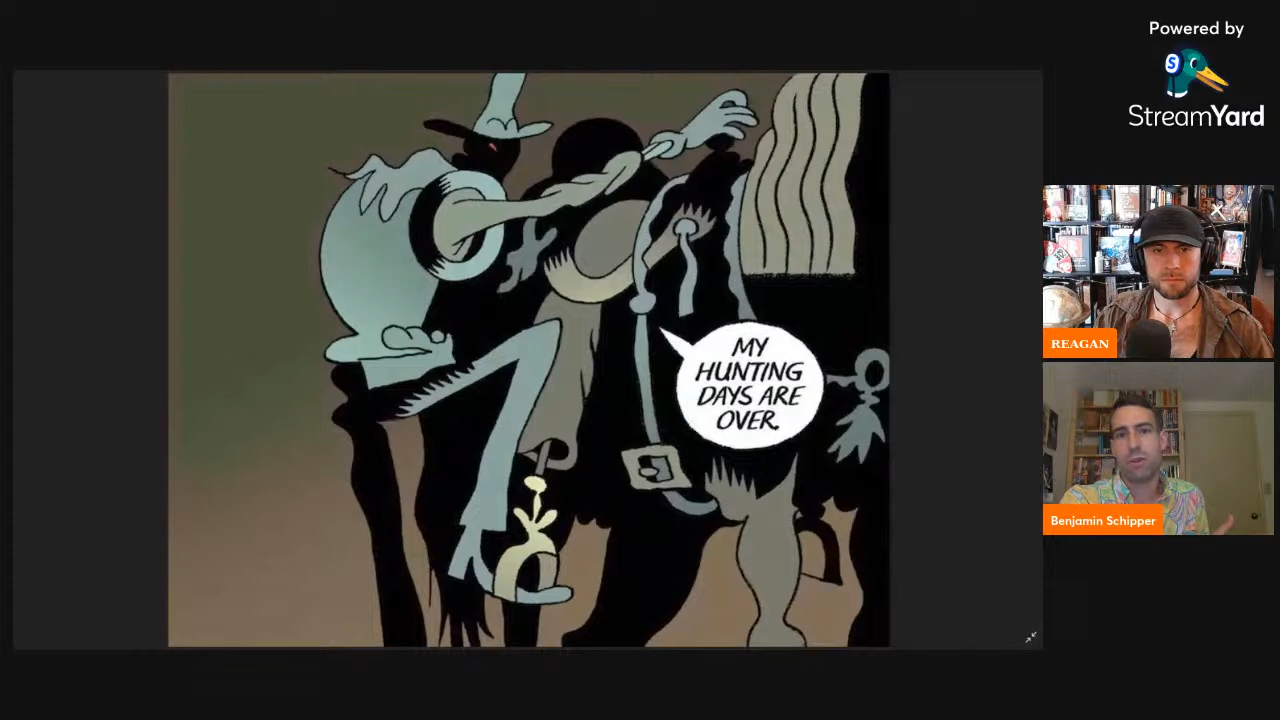 Powered by
StreamYard
MY
HUNTING
DAYS ARE
OVER.
REAGAN
Benjamin Schipper